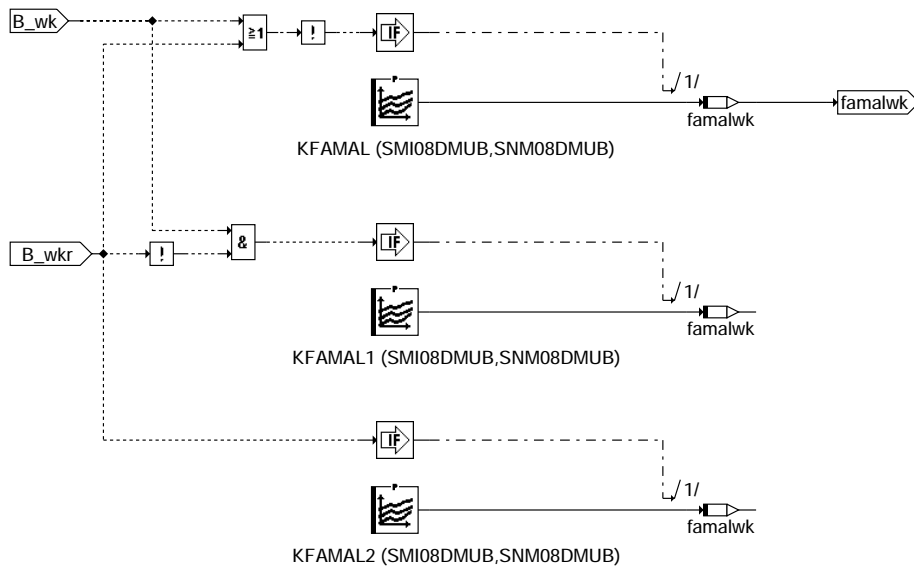 B_wk
≥1
!
IF
/1/
P
famalwk
famalwk
KFAMAL (SMI08DMUB,SNM08DMUB)
B_wkr
!
&
IF
/1/
P
famalwk
KFAMAL1 (SMI08DMUB,SNM08DMUB)
IF
/1/
P
famalwk
KFAMAL2 (SMI08DMUB,SNM08DMUB)